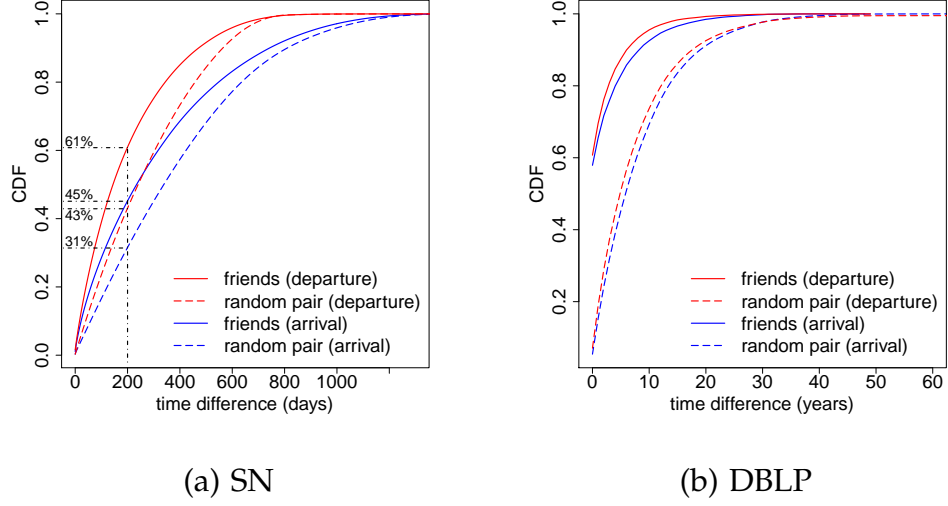 CDF
1.0
0.8
0.6
0.4
0.2
0.0
61%
45%
43%
31%
friends (departure)
random pair (departure)
friends (arrival)
random pair (arrival)
0 200 400 600 800 1000
time difference (days)
(a) SN
CDF
1.0
0.8
0.6
0.4
0.2
friends (departure)
random pair (departure)
friends (arrival)
random pair (arrival)
0 10 20 30 40 50 60
time difference (years)
(b) DBLP